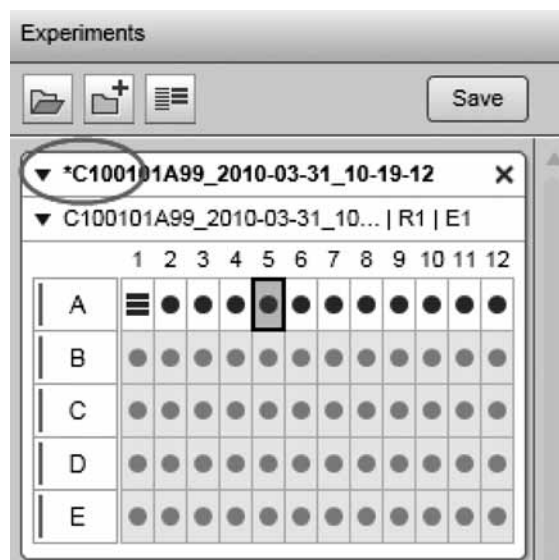 Experiments
Save
*C100101A99_2010-03-31_10-19-12
C100101A99_2010-03-31_10... | R1 | E1
1 2 3 4 5 6 7 8 9 10 11 12
A
B
C
D
E